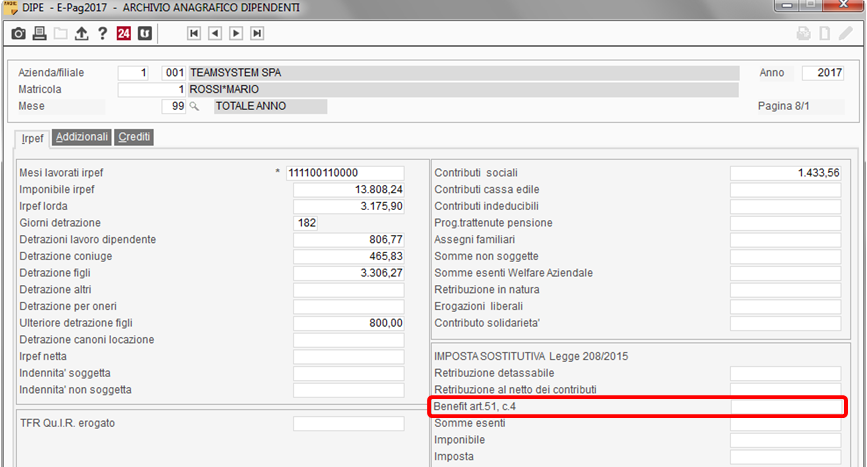 DIPE - E-Pag2017 - ARCHIVIO ANAGRAFICO DIPENDENTI
? 24
Azienda/filiale 1 001 TEAMSYSTEM SPA Anno 2017
Matricola 1 ROSSI*MARIO
Mese 99 TOTALE ANNO Pagina 8/1
Irpef Addizionali Crediti
Mesi lavorati irpef * 111100110000
Imponibile irpef 13.808,24
Irpef lorda 3.175,90
Giorni detrazione 182
Detrazioni lavoro dipendente 806,77
Detrazione coniuge 465,83
Detrazione figli 3.306,27
Detrazione altri
Detrazione per oneri
Ulteriore detrazione figli 800,00
Detrazione canoni locazione
Irpef netta
Indennita' soggetta
Indennita' non soggetta
TFR Qu.I.R. erogato
Contributi sociali 1.433,56
Contributi cassa edile
Contributi indeducibili
Prog.trattenute pensione
Assegni familiari
Somme non soggette
Somme esenti Welfare Aziendale
Retribuzione in natura
Erogazioni liberali
Contributo solidarieta'
IMPOSTA SOSTITUTIVA Legge 208/2015
Retribuzione detassabile
Retribuzione al netto dei contributi
Benefit art.51, c.4
Somme esenti
Imponibile
Imposta